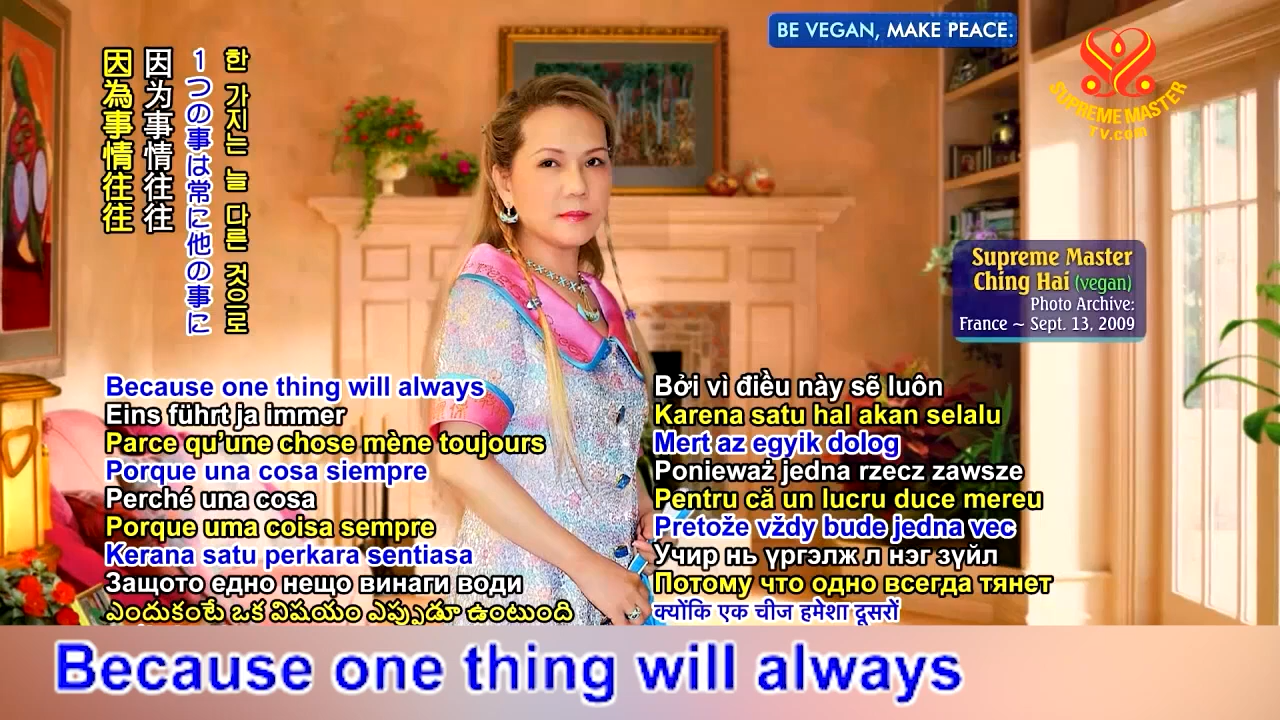 BE VEGAN, MAKE PEACE.
SUPREME MASTER
TV.com
因為事情往往
因为事情往往
1つの事は常に他の事に
한 가지는 늘 다른 것으로
Supreme Master
Ching Hai (vegan)
Photo Archive:
France ~ Sept. 13, 2009
Because one thing will always
Eins führt ja immer
Parce qu’une chose mène toujours
Porque una cosa siempre
Perché una cosa
Porque uma coisa sempre
Kerana satu perkara sentiasa
Защото едно нещо винаги води
ఎందుకంటే ఒక విషయం ఎప్పుడూ ఉంటుంది
Bởi vì điều này sẽ luôn
Karena satu hal akan selalu
Mert az egyik dolog
Ponieważ jedna rzecz zawsze
Pentru că un lucru duce mereu
Pretože vždy bude jedna vec
Учир нь үргэлж л нэг зүйл
Потому что одно всегда тянет
क्योंकि एक चीज हमेशा दूसरों
Because one thing will always